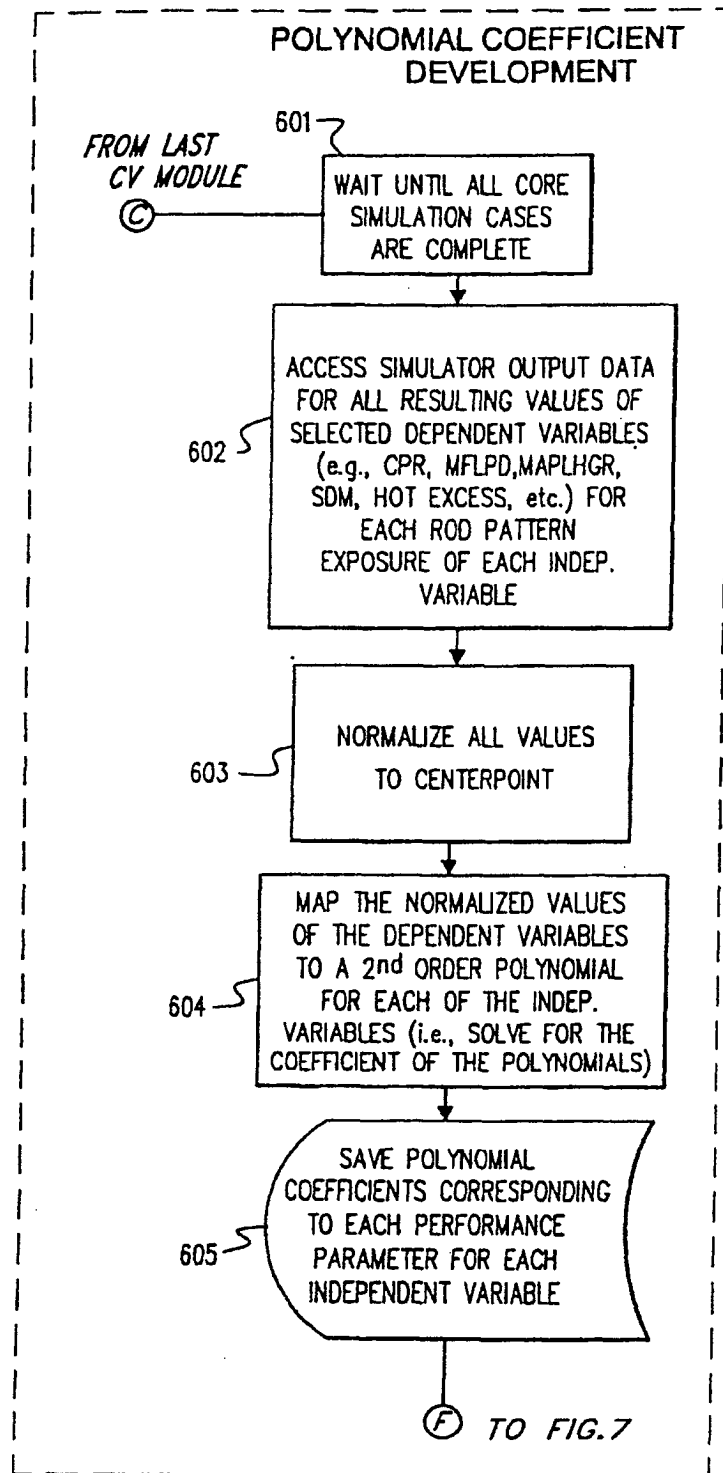 POLYNOMIAL COEFFICIENT
DEVELOPMENT
601
FROM LAST
CV MODULE
C
WAIT UNTIL ALL CORE
SIMULATION CASES
ARE COMPLETE
ACCESS SIMULATOR OUTPUT DATA
FOR ALL RESULTING VALUES OF
SELECTED DEPENDENT VARIABLES
(e.g., CPR, MFLPD,MAPLHGR,
SDM, HOT EXCESS, etc.) FOR
EACH ROD PATTERN
EXPOSURE OF EACH INDEP.
VARIABLE
602
NORMALIZE ALL VALUES
TO CENTERPOINT
603
MAP THE NORMALIZED VALUES
OF THE DEPENDENT VARIABLES
TO A 2nd ORDER POLYNOMIAL
FOR EACH OF THE INDEP.
VARIABLES (i.e., SOLVE FOR THE
COEFFICIENT OF THE POLYNOMIALS)
604
SAVE POLYNOMIAL
COEFFICIENTS CORRESPONDING
TO EACH PERFORMANCE
PARAMETER FOR EACH
INDEPENDENT VARIABLE
605
F TO FIG.7